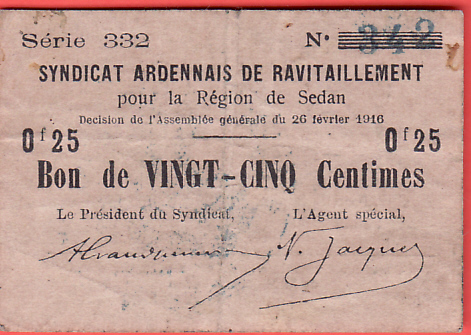 Série 332 N° 342
SYNDICAT ARDENNAIS DE RAVITAILLEMENT
pour la Région de Sedan
Decision de l'Assemblée générale du 26 février 1916
0f25 0f25
Bon de VINGT-CINQ Centimes
Le Président du Syndicat, L'Agent spécial,
N. Jacques